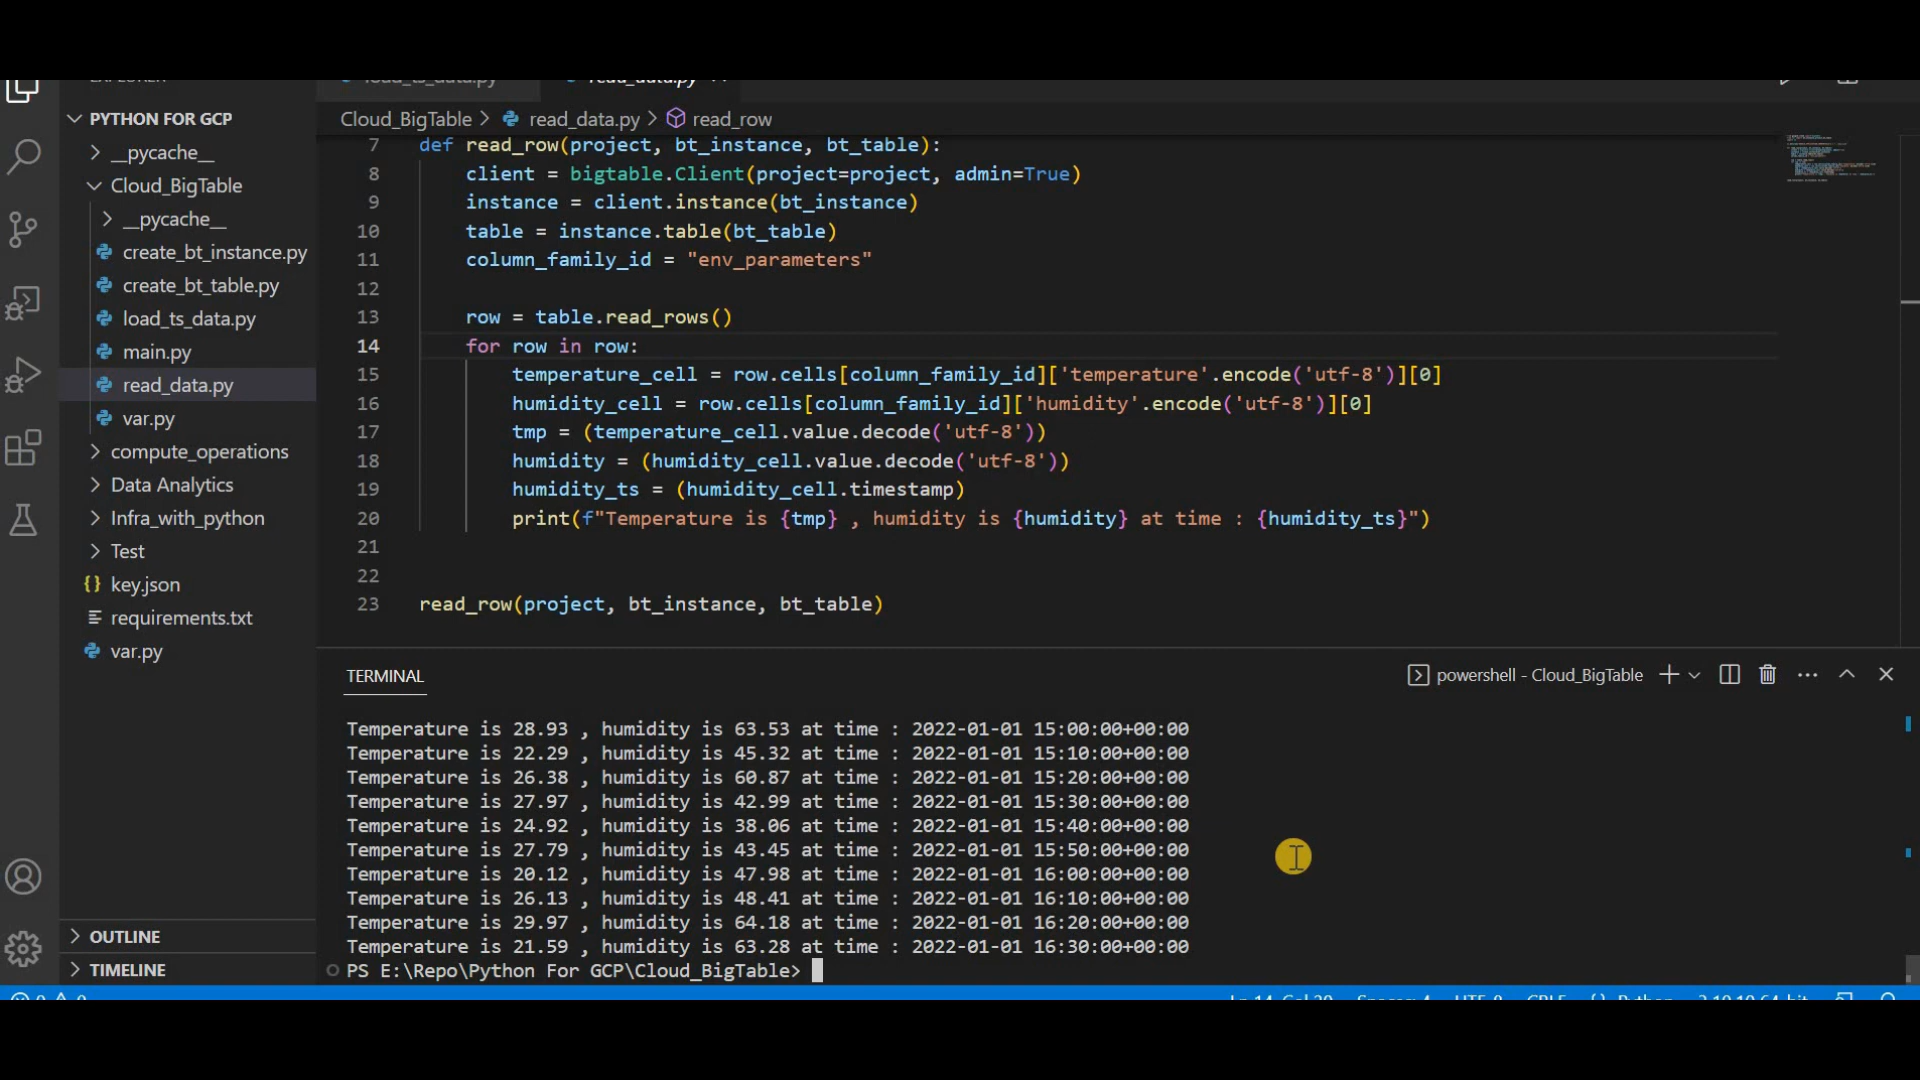 PYTHON FOR GCP
__pycache__
Cloud_BigTable
__pycache__
create_bt_instance.py
create_bt_table.py
load_ts_data.py
main.py
read_data.py
var.py
compute_operations
Data Analytics
Infra_with_python
Test
key.json
requirements.txt
var.py
OUTLINE
TIMELINE
load_ts_data.py read_data.py
Cloud_BigTable > read_data.py > read_row
7 def read_row(project, bt_instance, bt_table):
8 client = bigtable.Client(project=project, admin=True)
9 instance = client.instance(bt_instance)
10 table = instance.table(bt_table)
11 column_family_id = "env_parameters"
12
13 row = table.read_rows()
14 for row in row:
15 temperature_cell = row.cells[column_family_id]['temperature'.encode('utf-8')][0]
16 humidity_cell = row.cells[column_family_id]['humidity'.encode('utf-8')][0]
17 tmp = (temperature_cell.value.decode('utf-8'))
18 humidity = (humidity_cell.value.decode('utf-8'))
19 humidity_ts = (humidity_cell.timestamp)
20 print(f"Temperature is {tmp} , humidity is {humidity} at time : {humidity_ts}")
21
22
23 read_row(project, bt_instance, bt_table)
TERMINAL powershell - Cloud_BigTable
Temperature is 28.93 , humidity is 63.53 at time : 2022-01-01 15:00:00+00:00
Temperature is 22.29 , humidity is 45.32 at time : 2022-01-01 15:10:00+00:00
Temperature is 26.38 , humidity is 60.87 at time : 2022-01-01 15:20:00+00:00
Temperature is 27.97 , humidity is 42.99 at time : 2022-01-01 15:30:00+00:00
Temperature is 24.92 , humidity is 38.06 at time : 2022-01-01 15:40:00+00:00
Temperature is 27.79 , humidity is 43.45 at time : 2022-01-01 15:50:00+00:00
Temperature is 20.12 , humidity is 47.98 at time : 2022-01-01 16:00:00+00:00
Temperature is 26.13 , humidity is 48.41 at time : 2022-01-01 16:10:00+00:00
Temperature is 29.97 , humidity is 64.18 at time : 2022-01-01 16:20:00+00:00
Temperature is 21.59 , humidity is 63.28 at time : 2022-01-01 16:30:00+00:00
PS E:\Repo\Python For GCP\Cloud_BigTable>